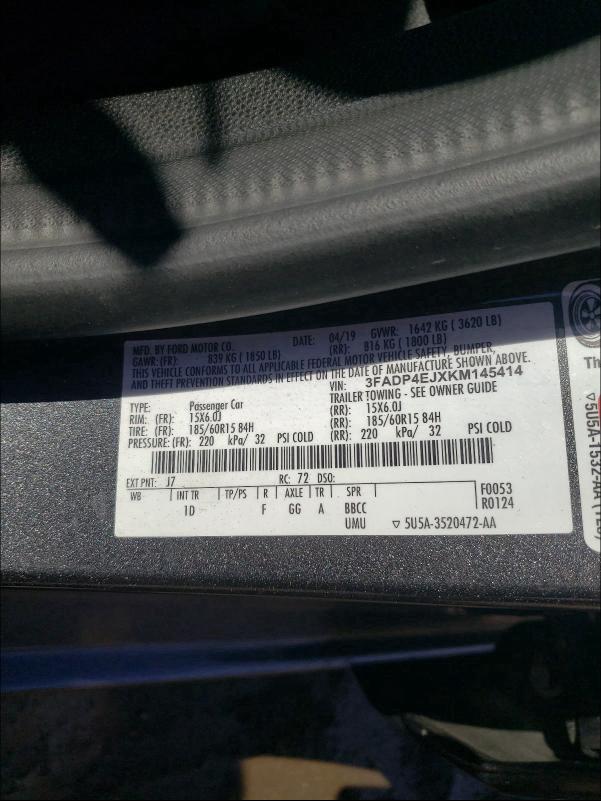 MFD. BY FORD MOTOR CO. DATE: 04/19 GVWR: 1642 KG ( 3620 LB)
GAWR: (FR): 839 KG ( 1850 LB) (RR): 816 KG ( 1800 LB)
THIS VEHICLE CONFORMS TO ALL APPLICABLE FEDERAL MOTOR VEHICLE SAFETY, BUMPER,
AND THEFT PREVENTION STANDARDS IN EFFECT ON THE DATE OF MANUFACTURE SHOWN ABOVE.
VIN: 3FADP4EJXKM145414
TYPE: Passenger Car TRAILER TOWING - SEE OWNER GUIDE
RIM: (FR): 15X6.0J (RR): 15X6.0J
TIRE: (FR): 185/60R15 84H (RR): 185/60R15 84H
PRESSURE: (FR): 220 kPa/ 32 PSI COLD (RR): 220 kPa/ 32 PSI COLD
EXT PNT: J7 RC: 72 DSO: F0053
WB INT TR TP/PS R AXLE TR SPR R0124
1D F GG A BBCC
UMU ▽ 5U5A-3520472-AA
Th
▽5U5A-1532-